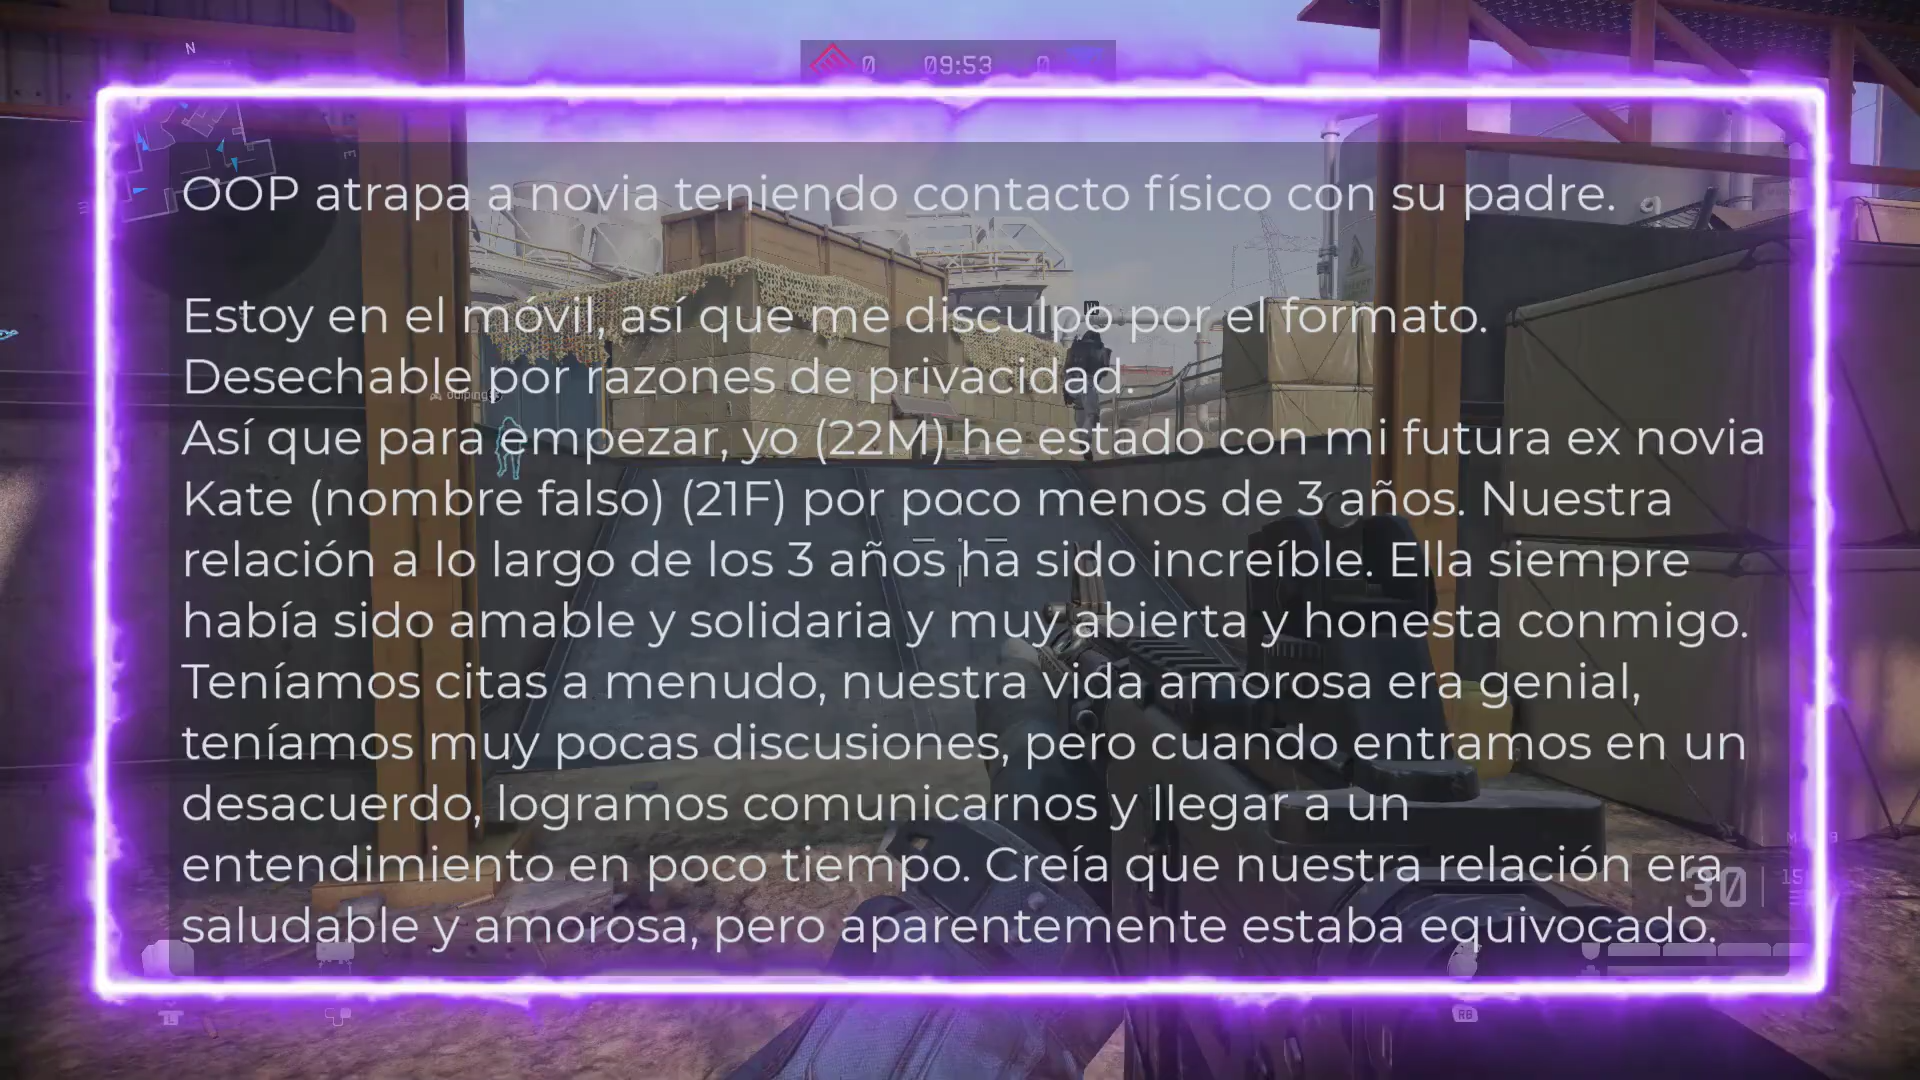 N
0 09:53 0
OOP atrapa a novia teniendo contacto físico con su padre.
Estoy en el móvil, así que me disculpo por el formato.
Desechable por razones de privacidad.
Así que para empezar, yo (22M) he estado con mi futura ex novia
Kate (nombre falso) (21F) por poco menos de 3 años. Nuestra
relación a lo largo de los 3 años ha sido increíble. Ella siempre
había sido amable y solidaria y muy abierta y honesta conmigo.
Teníamos citas a menudo, nuestra vida amorosa era genial,
teníamos muy pocas discusiones, pero cuando entramos en un
desacuerdo, logramos comunicarnos y llegar a un
entendimiento en poco tiempo. Creía que nuestra relación era
saludable y amorosa, pero aparentemente estaba equivocado.
30
L
RB